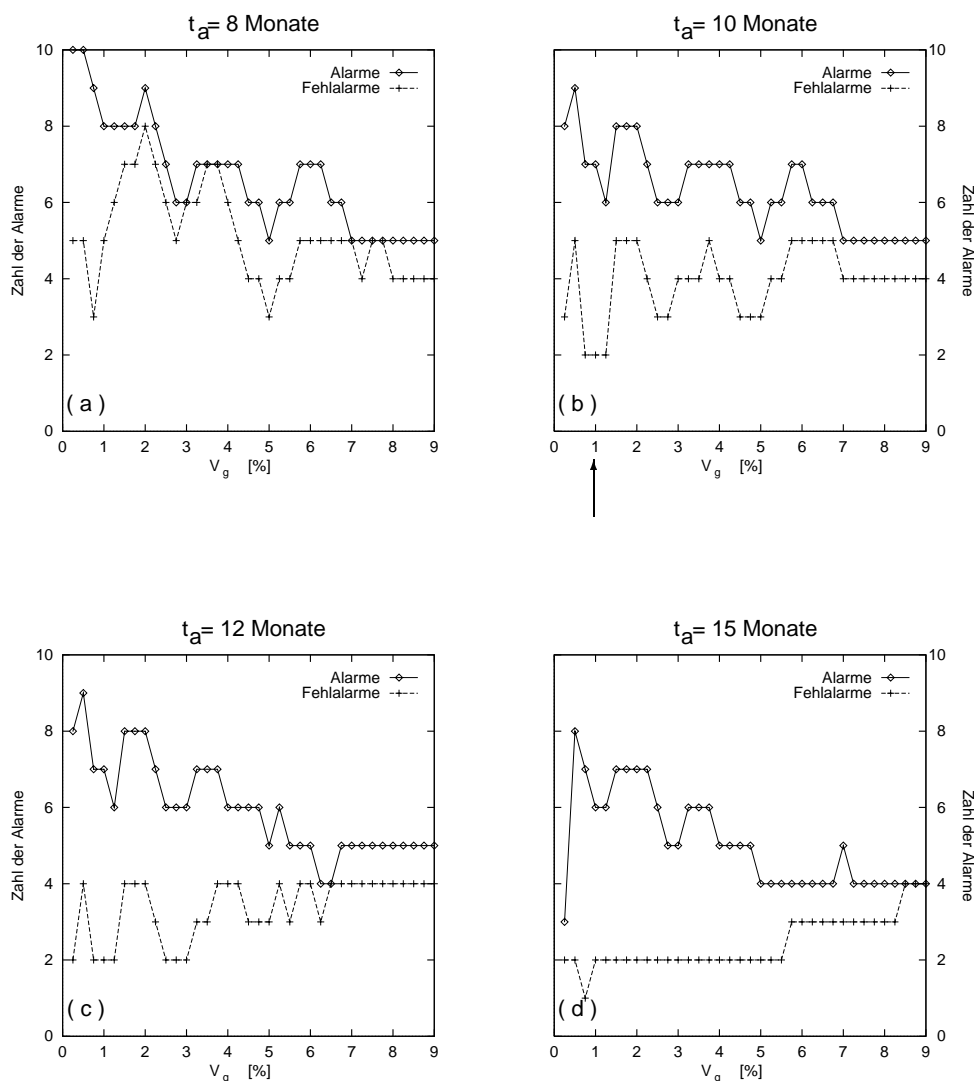 t_a= 8 Monate
Alarme
Fehlalarme
Zahl der Alarme
10
8
6
4
2
0
( a )
0 1 2 3 4 5 6 7 8 9
V_g [%]
t_a= 10 Monate
Alarme
Fehlalarme
10
8
6
4
2
0
Zahl der Alarme
( b )
0 1 2 3 4 5 6 7 8 9
V_g [%]
t_a= 12 Monate
Alarme
Fehlalarme
Zahl der Alarme
10
8
6
4
2
0
( c )
0 1 2 3 4 5 6 7 8 9
V_g [%]
t_a= 15 Monate
Alarme
Fehlalarme
10
8
6
4
2
0
Zahl der Alarme
( d )
0 1 2 3 4 5 6 7 8 9
V_g [%]